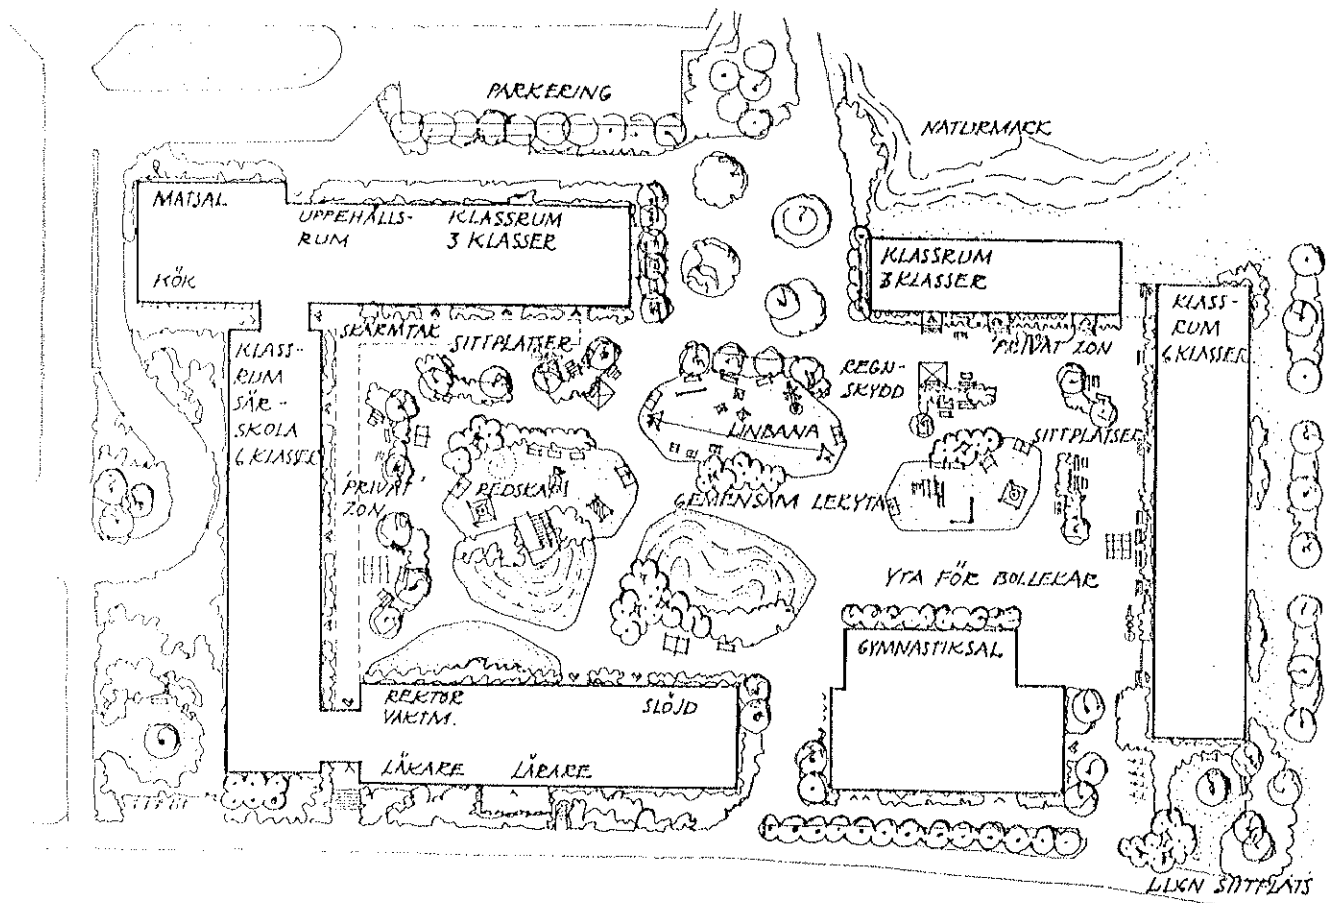 PARKERING
NATURMARK
MATSAL
UPPEHÅLLS-
RUM
KLASSRUM
3 KLASSER
KÖK
KLASSRUM
3 KLASSER
KLASS-
RUM
6 KLASSER
SKÄRMTAK
SITTPLATSER
'PRIVAT' ZON
KLASS-
RUM
SÄR-
SKOLA
6 KLASSER
REGN-
SKYDD
LINBANA
SITTPLATSER
'PRIVAT'
ZON
REDSKAP
GEMENSAM LEKYTA
YTA FÖR BOLLEKAR
GYMNASTIKSAL
REKTOR
VAKTM.
SLÖJD
LÄKARE
LÄRARE
LUGN SITTPLATS